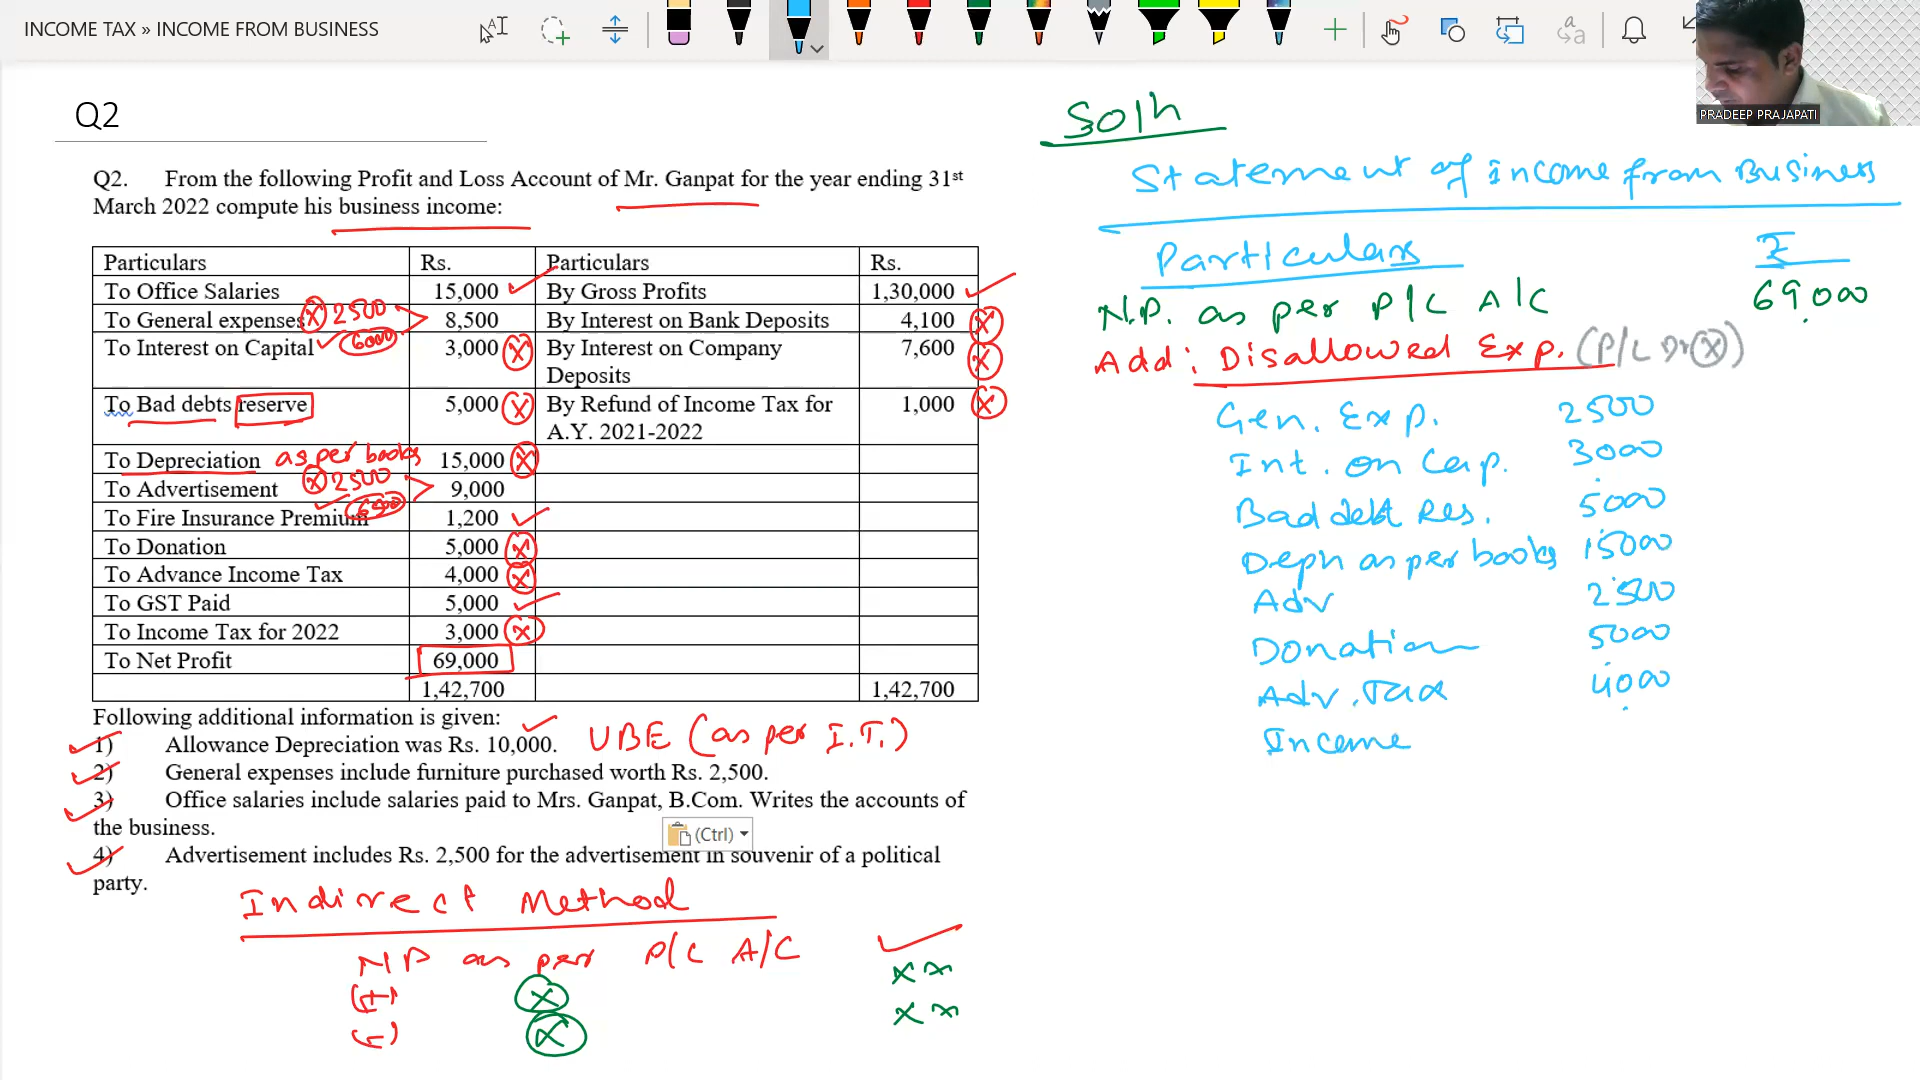 INCOME TAX » INCOME FROM BUSINESS
PRADEEP PRAJAPATI
Q2
Q2. From the following Profit and Loss Account of Mr. Ganpat for the year ending 31st
March 2022 compute his business income:
Particulars Rs. Particulars Rs.
To Office Salaries 15,000 By Gross Profits 1,30,000
To General expenses 2500 8,500 By Interest on Bank Deposits 4,100
To Interest on Capital 6000 3,000 By Interest on Company 7,600
Deposits
To Bad debts reserve 5,000 By Refund of Income Tax for 1,000
A.Y. 2021-2022
To Depreciation as per books 15,000
To Advertisement 2500 9,000
6500
To Fire Insurance Premium 1,200
To Donation 5,000
To Advance Income Tax 4,000
To GST Paid 5,000
To Income Tax for 2022 3,000
To Net Profit 69,000
1,42,700 1,42,700
Following additional information is given:
1) Allowance Depreciation was Rs. 10,000. UBE (as per I.T.)
2) General expenses include furniture purchased worth Rs. 2,500.
3) Office salaries include salaries paid to Mrs. Ganpat, B.Com. Writes the accounts of
the business.
(Ctrl)
4) Advertisement includes Rs. 2,500 for the advertisement in souvenir of a political
party.
Indirect Method
NP as per P/L A/C
(+) x xx
(-) x xx
Soln
Statement of Income from Business
Particulars ₹
N.P. as per P/L A/C 69,000
Add: Disallowed Exp. (P/L Dr x)
Gen. Exp. 2500
Int. on Cap. 3000
Bad debt Res. 5000
Depn as per books 15000
Adv 2500
Donation 5000
Adv. Tax 4000
Income